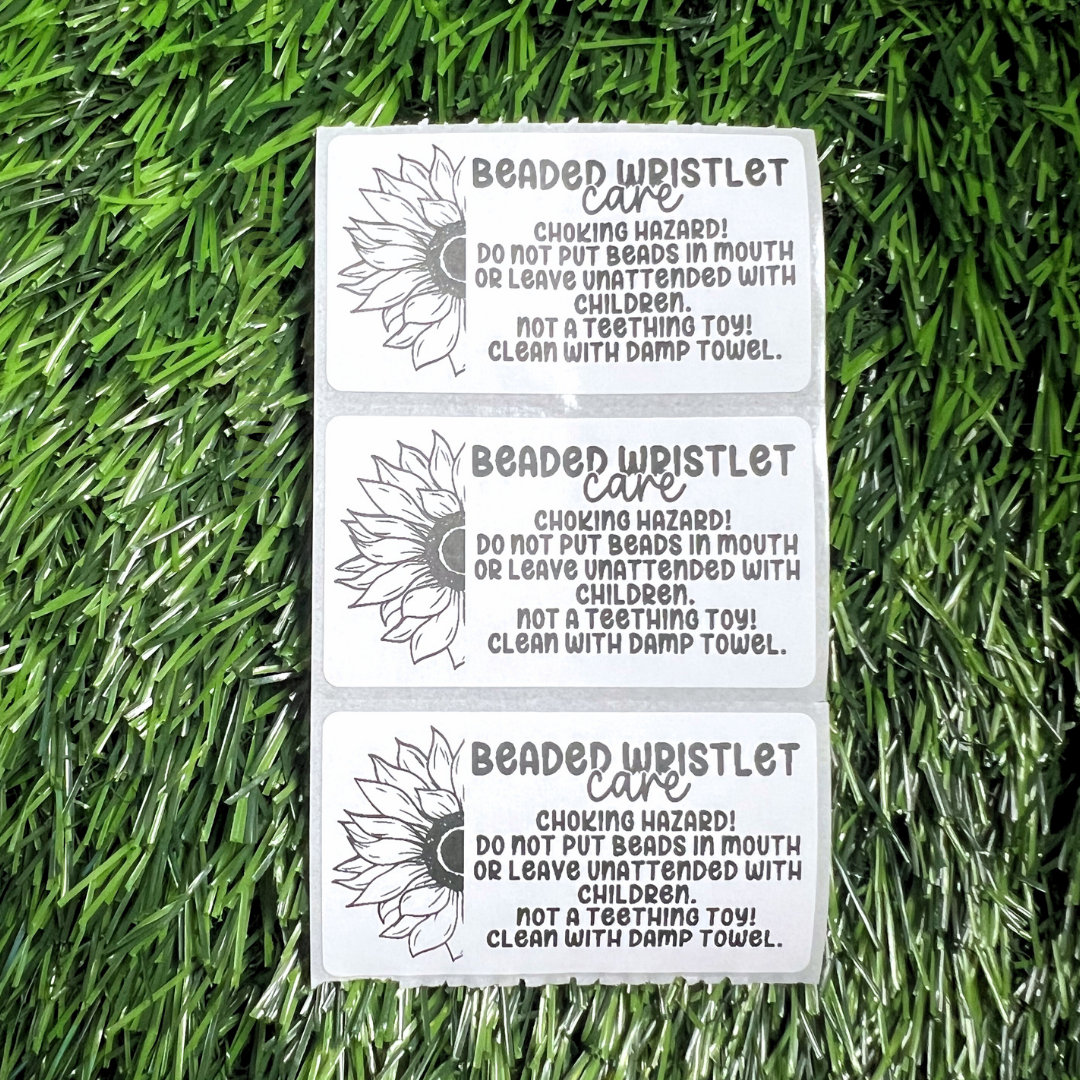 BEADED WRISTLET
care
CHOKING HAZARD!
DO NOT PUT BEADS IN MOUTH
OR LEAVE UNATTENDED WITH
CHILDREN.
NOT A TEETHING TOY!
CLEAN WITH DAMP TOWEL.
BEADED WRISTLET
care
CHOKING HAZARD!
DO NOT PUT BEADS IN MOUTH
OR LEAVE UNATTENDED WITH
CHILDREN.
NOT A TEETHING TOY!
CLEAN WITH DAMP TOWEL.
BEADED WRISTLET
care
CHOKING HAZARD!
DO NOT PUT BEADS IN MOUTH
OR LEAVE UNATTENDED WITH
CHILDREN.
NOT A TEETHING TOY!
CLEAN WITH DAMP TOWEL.